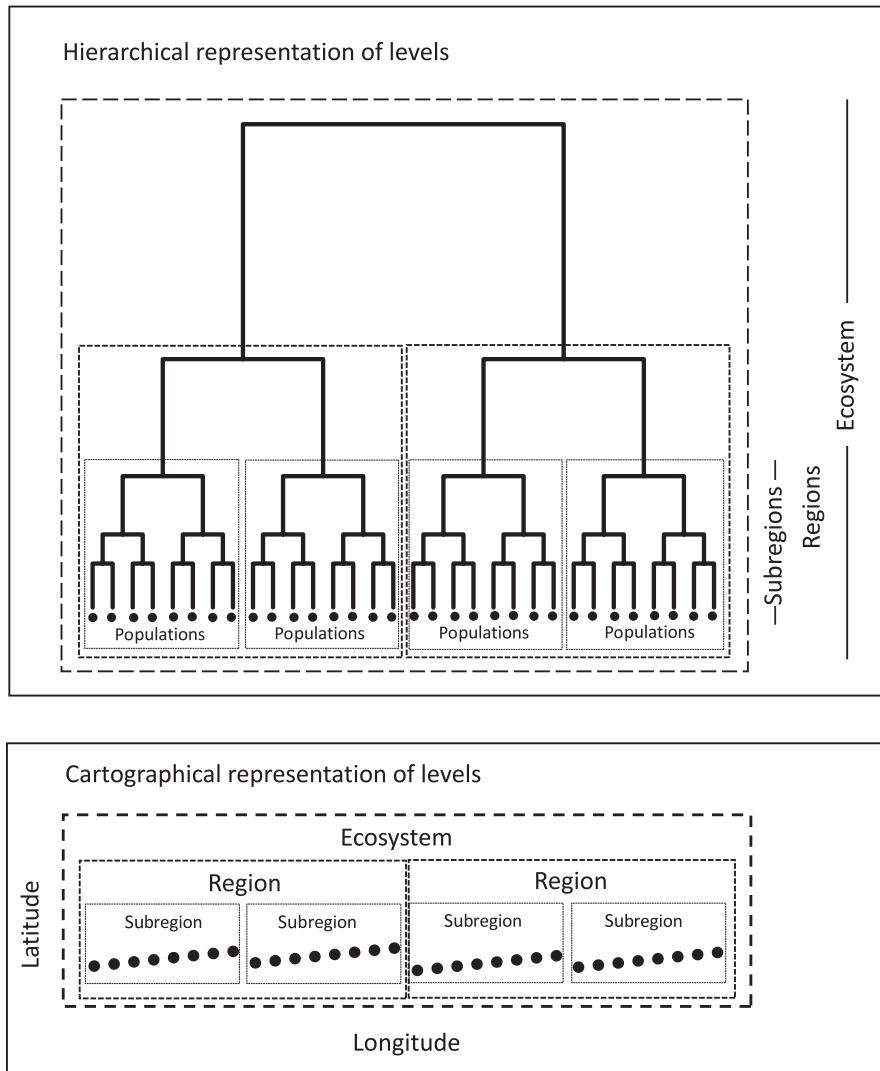 Hierarchical representation of levels
Ecosystem
Subregions
Regions
Populations
Populations
Populations
Populations
Cartographical representation of levels
Ecosystem
Region
Region
Subregion
Subregion
Subregion
Subregion
Latitude
Longitude